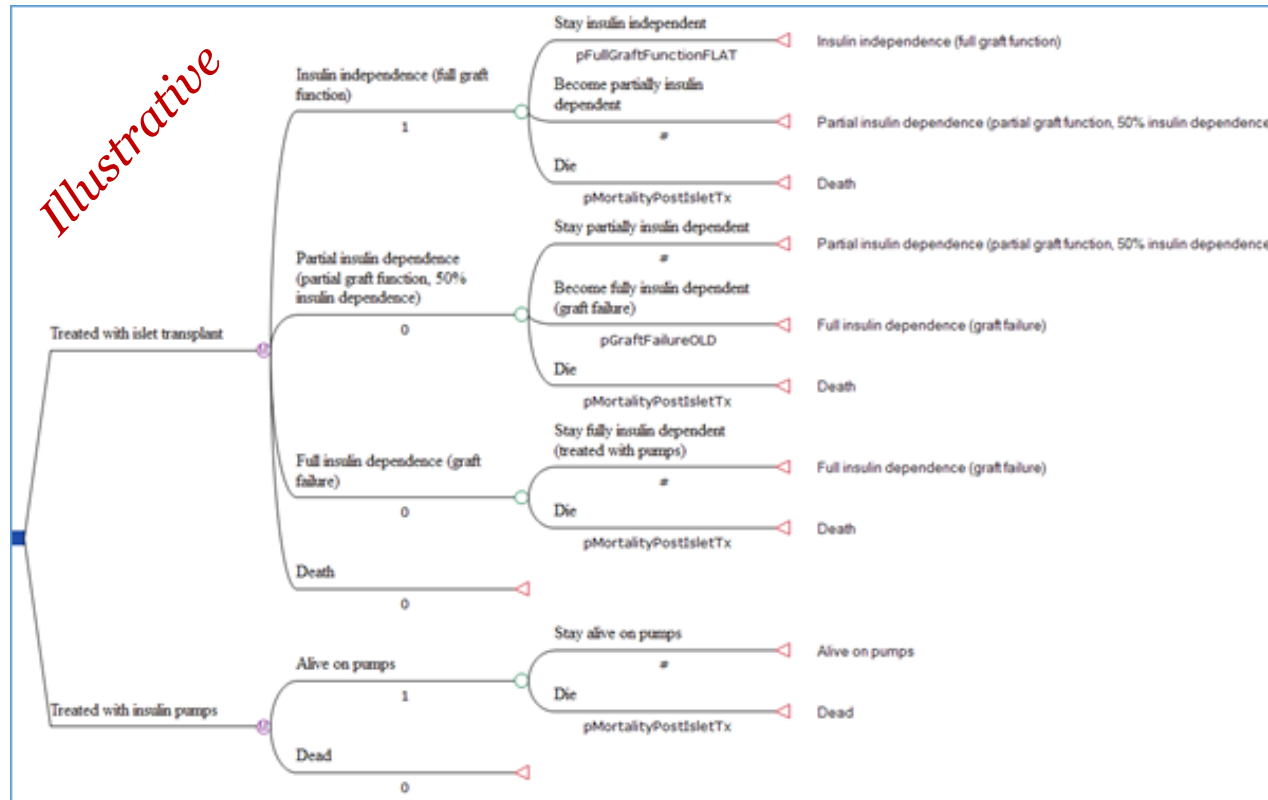 Illustrative
Treated with islet transplant
Insulin independence (full graft
function)
1
Stay insulin independent
pFullGraftFunctionFLAT
Insulin independence (full graft function)
Become partially insulin
dependent
#
Partial insulin dependence (partial graft function, 50% insulin dependence
Die
pMortalityPostIsletTx
Death
Partial insulin dependence
(partial graft function, 50%
insulin dependence)
0
Stay partially insulin dependent
#
Partial insulin dependence (partial graft function, 50% insulin dependence
Become fully insulin dependent
(graft failure)
pGraftFailureOLD
Full insulin dependence (graft failure)
Die
pMortalityPostIsletTx
Death
Full insulin dependence (graft
failure)
0
Stay fully insulin dependent
(treated with pumps)
#
Full insulin dependence (graft failure)
Die
pMortalityPostIsletTx
Death
Death
0
Treated with insulin pumps
Alive on pumps
1
Stay alive on pumps
#
Alive on pumps
Die
pMortalityPostIsletTx
Dead
Dead
0